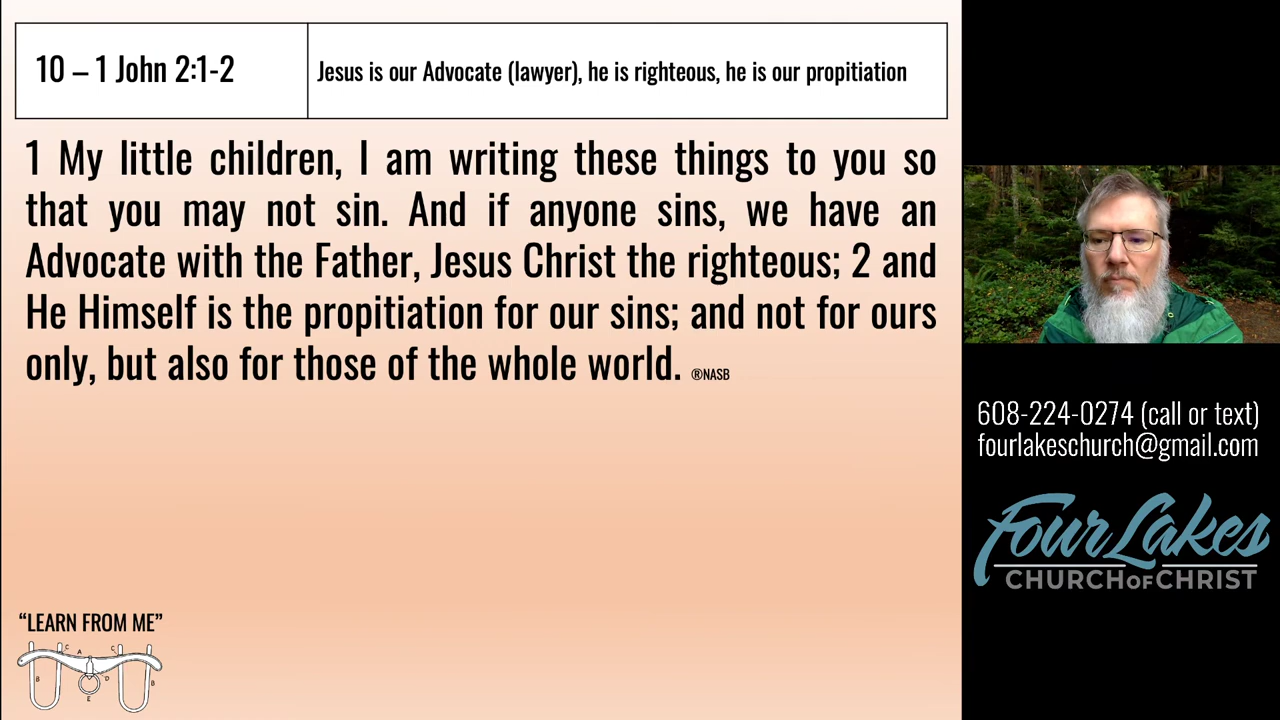 10 – 1 John 2:1-2
Jesus is our Advocate (lawyer), he is righteous, he is our propitiation
1 My little children, I am writing these things to you so
that you may not sin. And if anyone sins, we have an
Advocate with the Father, Jesus Christ the righteous; 2 and
He Himself is the propitiation for our sins; and not for ours
only, but also for those of the whole world. ®NASB
608-224-0274 (call or text)
fourlakeschurch@gmail.com
Four Lakes
CHURCH OF CHRIST
“LEARN FROM ME”
C A C
B D B
E